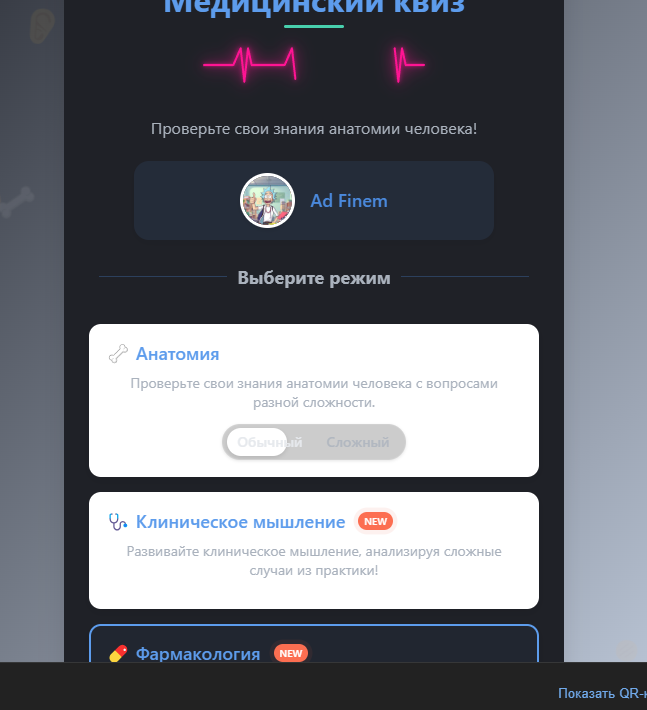 Медицинский квиз
Проверьте свои знания анатомии человека!
Ad Finem
Выберите режим
Анатомия
Проверьте свои знания анатомии человека с вопросами
разной сложности.
Обычный Сложный
Клиническое мышление NEW
Развивайте клиническое мышление, анализируя сложные
случаи из практики!
Фармакология NEW
Показать QR-